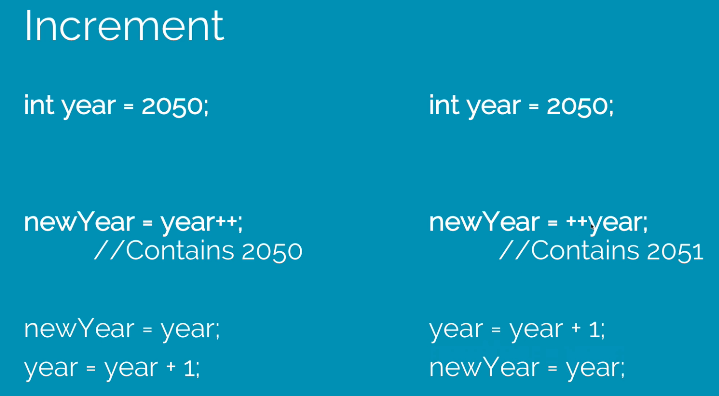 Increment
int year = 2050;
newYear = year++;
//Contains 2050
newYear = year;
year = year + 1;
int year = 2050;
newYear = ++year;
//Contains 2051
year = year + 1;
newYear = year;